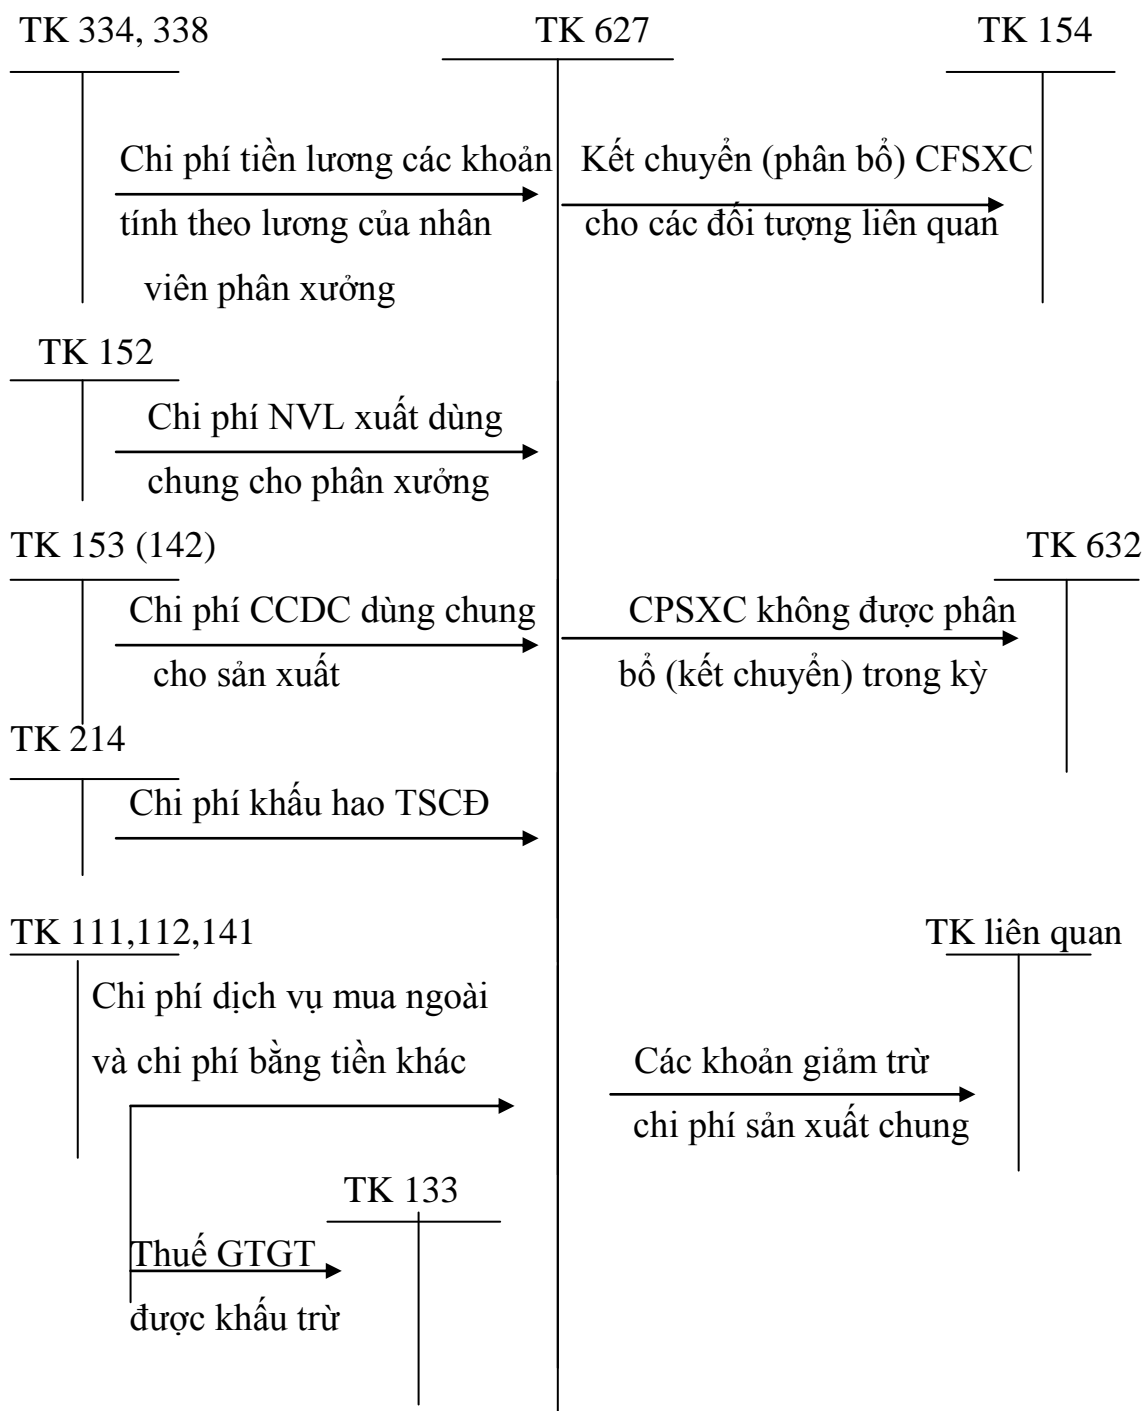 TK 334, 338
TK 627
TK 154
Chi phí tiền lương các khoản
tính theo lương của nhân
viên phân xưởng
Kết chuyển (phân bổ) CFSXC
cho các đối tượng liên quan
TK 152
Chi phí NVL xuất dùng
chung cho phân xưởng
TK 153 (142)
Chi phí CCDC dùng chung
cho sản xuất
TK 632
CPSXC không được phân
bổ (kết chuyển) trong kỳ
TK 214
Chi phí khấu hao TSCĐ
TK 111,112,141
Chi phí dịch vụ mua ngoài
và chi phí bằng tiền khác
TK liên quan
Các khoản giảm trừ
chi phí sản xuất chung
TK 133
Thuế GTGT
được khấu trừ